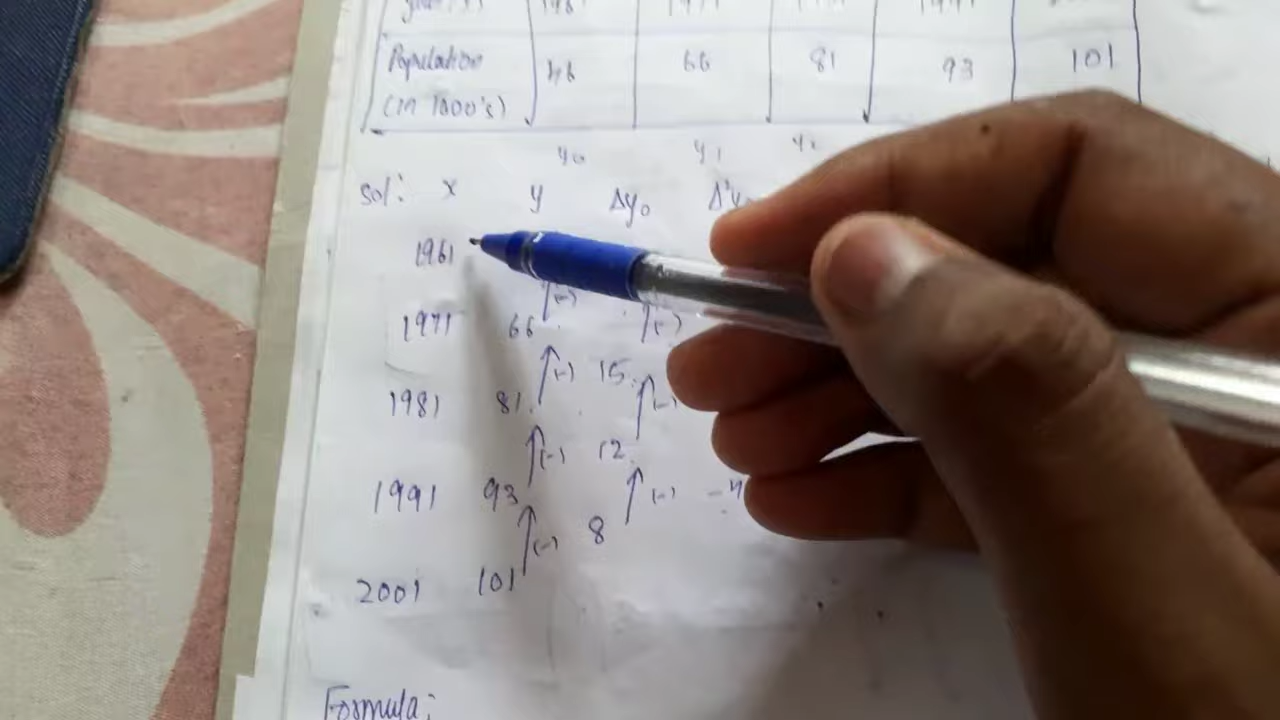 Population 46 66 81 93 101
(in 1000's)
y₀ y₁
Sol: x y Δy₀
1961
(-)
1971 66 (-)
(-) 15
1981 81 (-)
(-) 12
1991 93 (-) -4
(-) 8
2001 101
Formula: